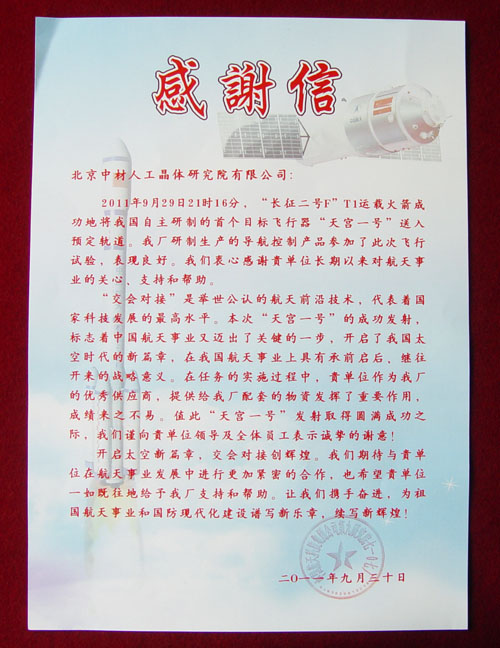 感謝信
北京中材人工晶体研究院有限公司：
2011年9月29日21时16分，“长征二号F”T1运载火箭成
功地将我国自主研制的首个目标飞行器“天宫一号”送入
预定轨道。我厂研制生产的导航控制产品参加了此次飞行
试验，表现良好。我们衷心感谢贵单位长期以来对航天事
业的关心、支持和帮助。
“交会对接”是举世公认的航天前沿技术，代表着国
家科技发展的最高水平。本次“天宫一号”的成功发射，
标志着中国航天事业又迈出了关键的一步，开启了我国太
空时代的新篇章，在我国航天事业上具有承前启后，继往
开来的战略意义。在任务的实施过程中，贵单位作为我厂
的优秀供应商，提供给我厂配套的物资发挥了重要作用，
成绩来之不易。值此“天宫一号”发射取得圆满成功之
际，我们谨向贵单位领导及全体员工表示诚挚的谢意！
开启太空新篇章，交会对接创辉煌。我们期待与贵单
位在航天事业发展中进行更加紧密的合作，也希望贵单位
一如既往地给予我厂支持和帮助。让我们携手奋进，为祖
国航天事业和国防现代化建设谱写新乐章，续写新辉煌！
二〇一一年九月三十日